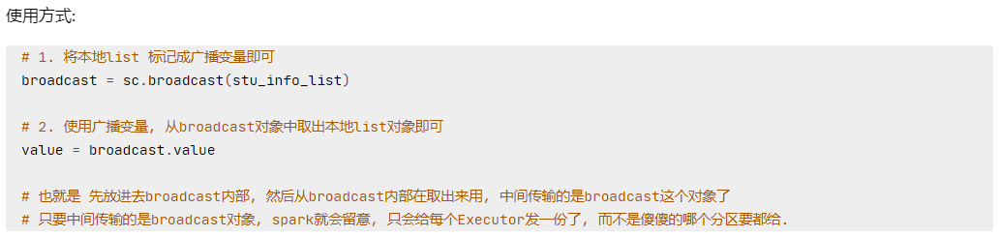 使用方式:
# 1. 将本地list 标记成广播变量即可
broadcast = sc.broadcast(stu_info_list)
# 2. 使用广播变量, 从broadcast对象中取出本地list对象即可
value = broadcast.value
# 也就是 先放进去broadcast内部, 然后从broadcast内部在取出来用, 中间传输的是broadcast这个对象了
# 只要中间传输的是broadcast对象, spark就会留意, 只会给每个Executor发一份了, 而不是傻傻的哪个分区要都给.